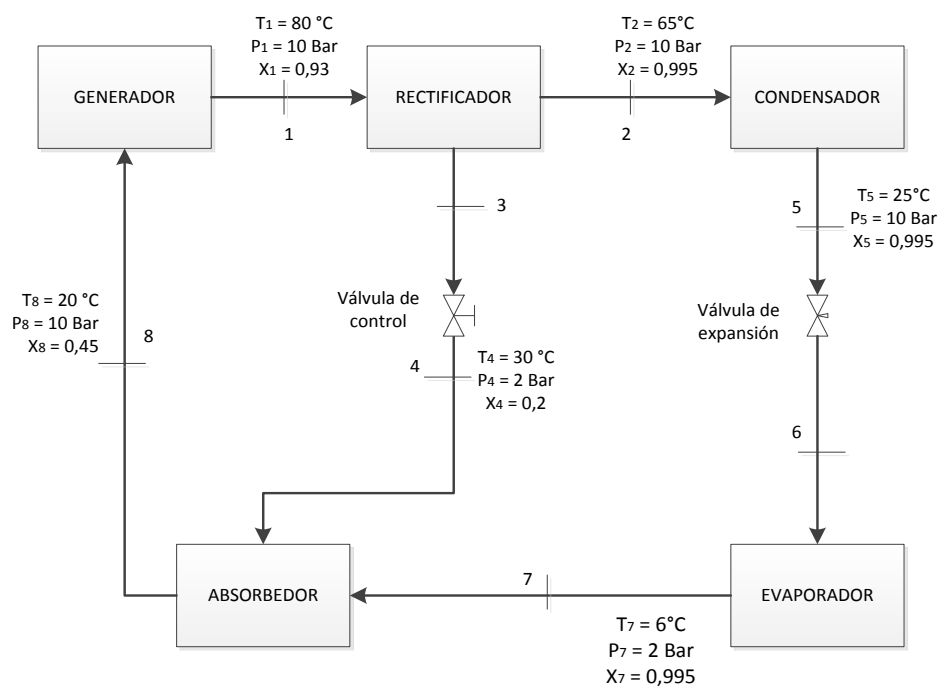 T1 = 80 °C
P1 = 10 Bar
X1 = 0,93
T2 = 65°C
P2 = 10 Bar
X2 = 0,995
GENERADOR
RECTIFICADOR
CONDENSADOR
1
2
3
5
T5 = 25°C
P5 = 10 Bar
X5 = 0,995
T8 = 20 °C
P8 = 10 Bar
X8 = 0,45
8
Válvula de
control
Válvula de
expansión
4
T4 = 30 °C
P4 = 2 Bar
X4 = 0,2
6
ABSORBEDOR
7
EVAPORADOR
T7 = 6°C
P7 = 2 Bar
X7 = 0,995